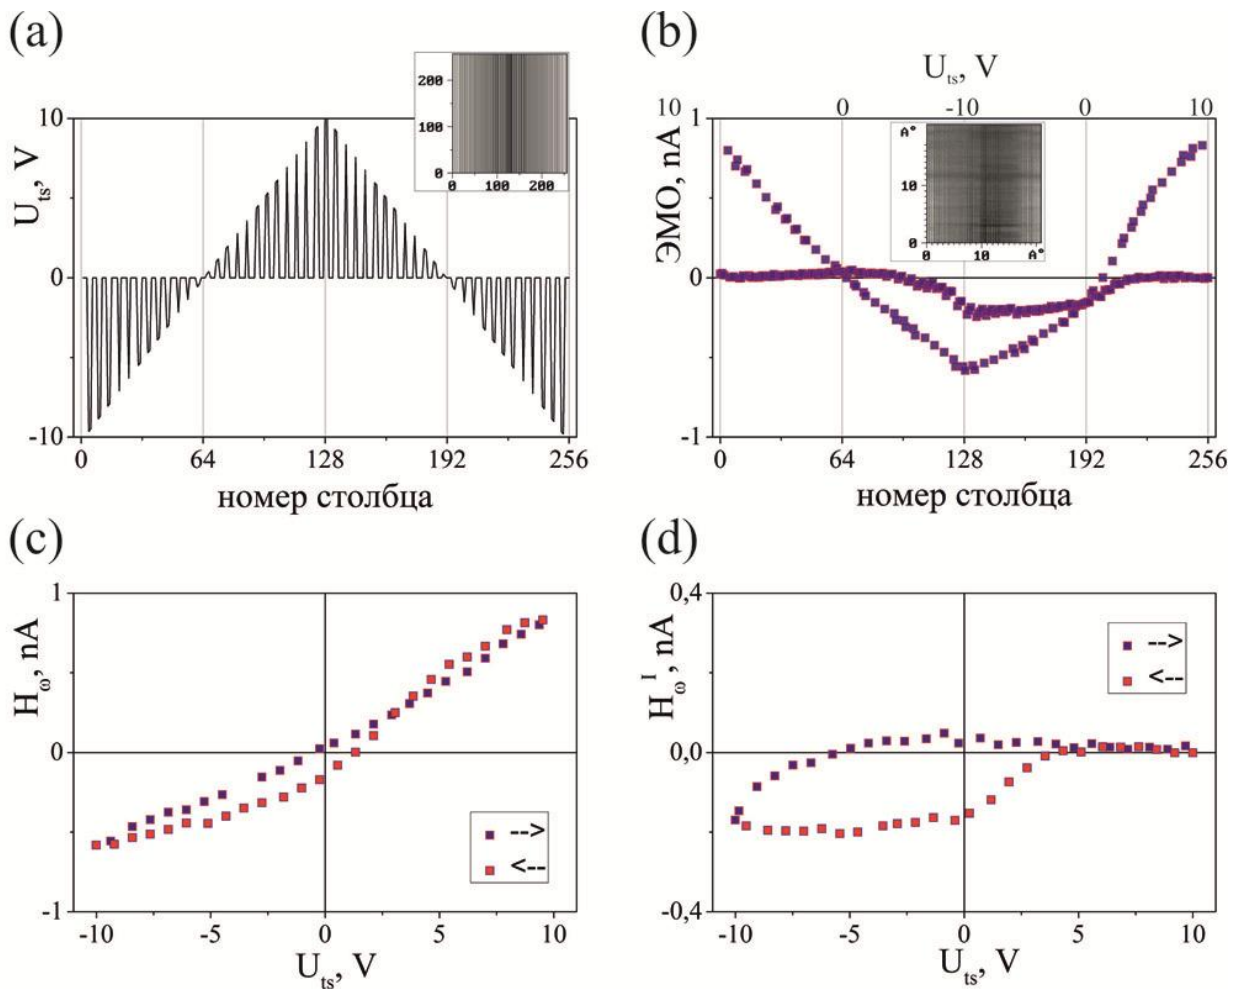 (a)
U_ts, V
10
0
-10
0 64 128 192 256
номер столбца
200
100
0
0 100 200
(b)
U_ts, V
10 0 -10 0 10
ЭМО, nA
1
0
-1
0 64 128 192 256
номер столбца
A°
10
0
0 10 A°
(c)
H_ω, nA
1
0
-1
-10 -5 0 5 10
U_ts, V
-->
<--
(d)
H_ω^I, nA
0,4
0,0
-0,4
-10 -5 0 5 10
U_ts, V
-->
<--